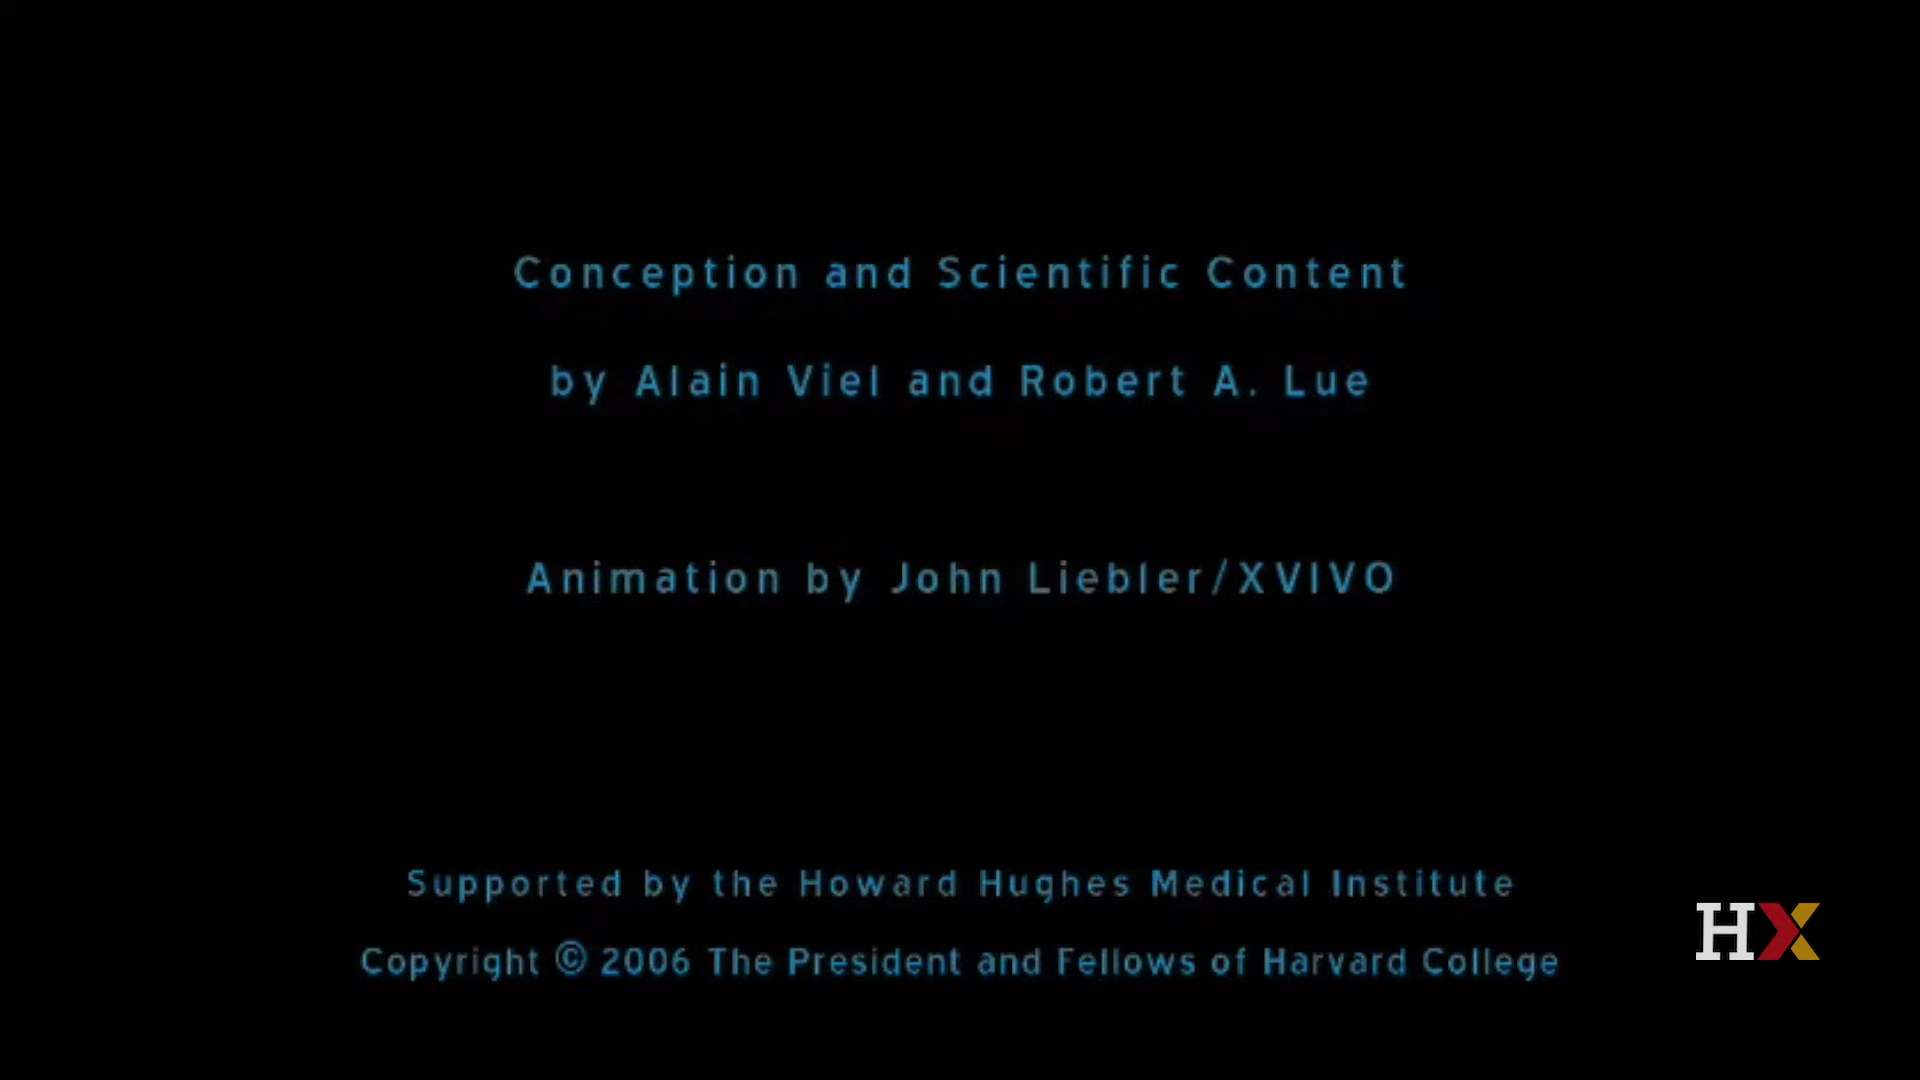 Conception and Scientific Content
by Alain Viel and Robert A. Lue
Animation by John Liebler/XVIVO
Supported by the Howard Hughes Medical Institute
Copyright © 2006 The President and Fellows of Harvard College
HX